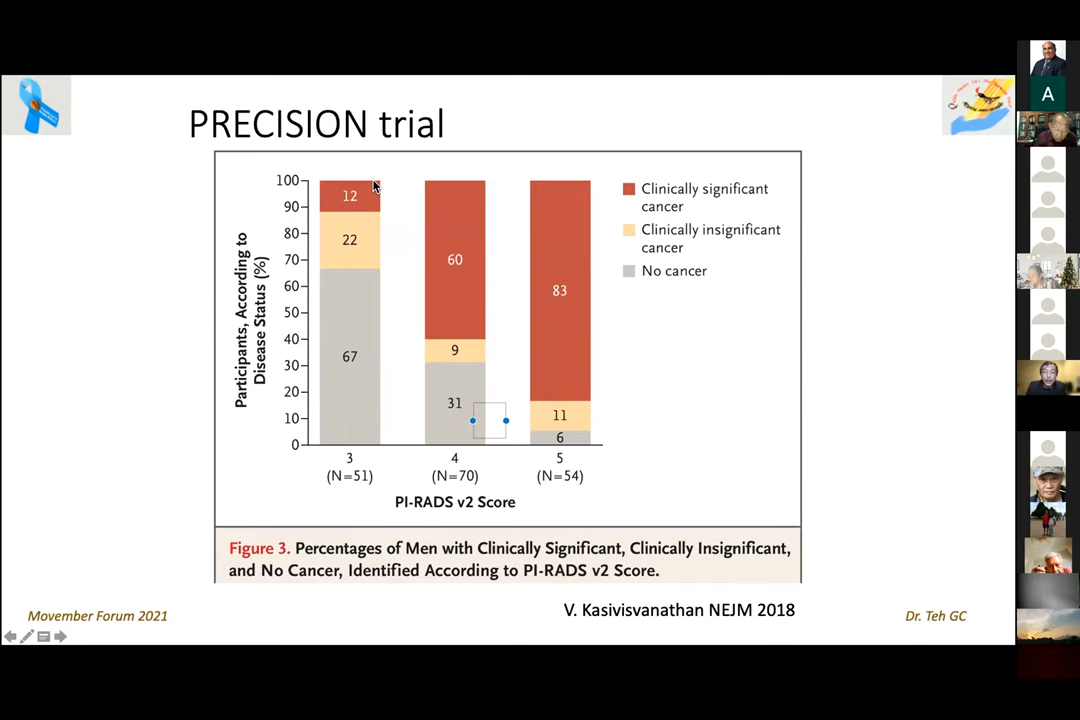 PRECISION trial
100
90
80
70
60
50
40
30
20
10
0
Participants, According to
Disease Status (%)
12
22
67
60
9
31
83
11
6
3
(N=51)
4
(N=70)
5
(N=54)
PI-RADS v2 Score
Clinically significant
cancer
Clinically insignificant
cancer
No cancer
Figure 3. Percentages of Men with Clinically Significant, Clinically Insignificant,
and No Cancer, Identified According to PI-RADS v2 Score.
V. Kasivisvanathan NEJM 2018
Movember Forum 2021
Dr. Teh GC
A